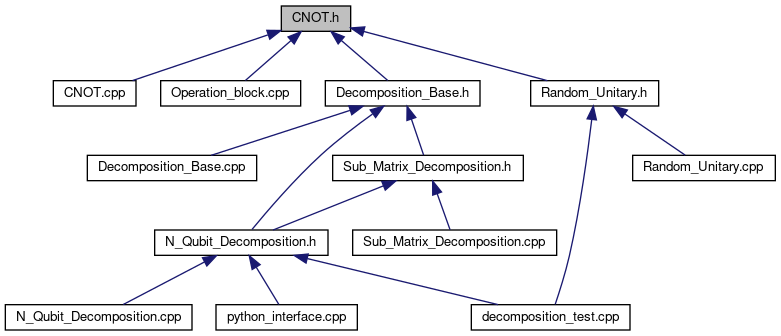 CNOT.h
CNOT.cpp
Operation_block.cpp
Decomposition_Base.h
Random_Unitary.h
Decomposition_Base.cpp
Sub_Matrix_Decomposition.h
Random_Unitary.cpp
N_Qubit_Decomposition.h
Sub_Matrix_Decomposition.cpp
N_Qubit_Decomposition.cpp
python_interface.cpp
decomposition_test.cpp